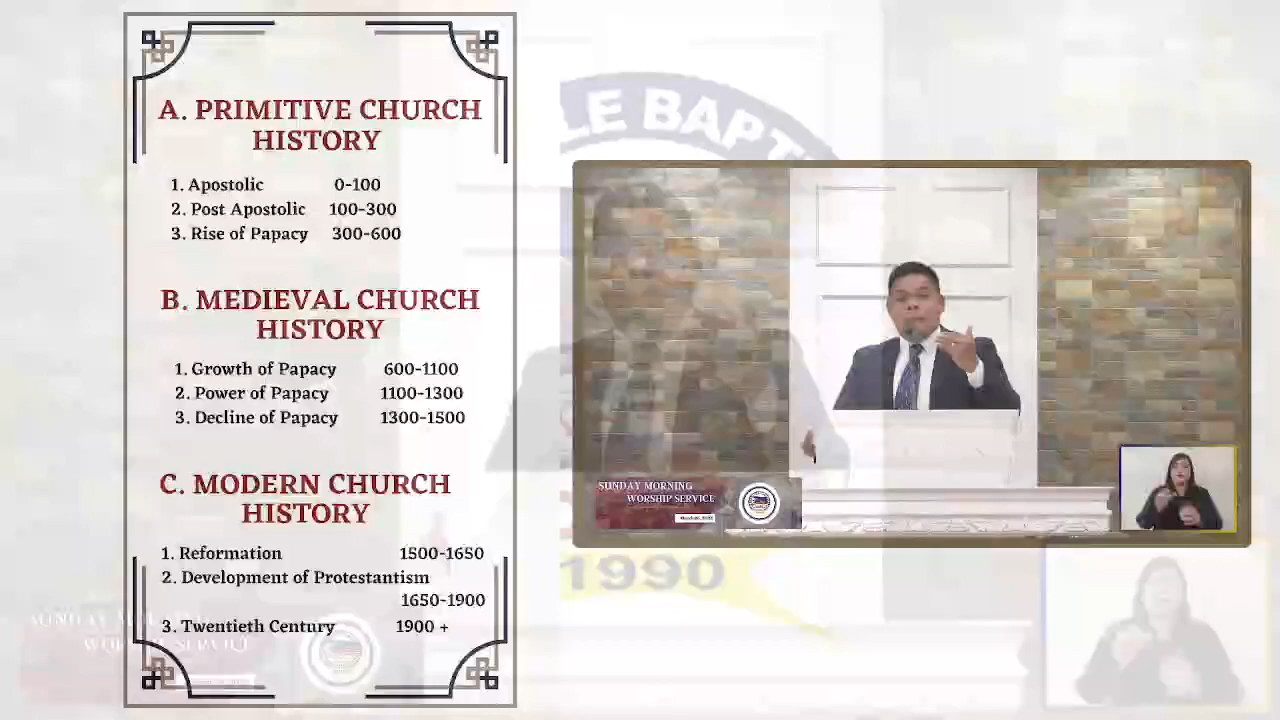 A. PRIMITIVE CHURCH
HISTORY
1. Apostolic 0-100
2. Post Apostolic 100-300
3. Rise of Papacy 300-600
B. MEDIEVAL CHURCH
HISTORY
1. Growth of Papacy 600-1100
2. Power of Papacy 1100-1300
3. Decline of Papacy 1300-1500
C. MODERN CHURCH
HISTORY
1. Reformation 1500-1650
2. Development of Protestantism
1650-1900
3. Twentieth Century 1900 +
LE BAPT
1990
SUNDAY MORNING
WORSHIP SERVICE